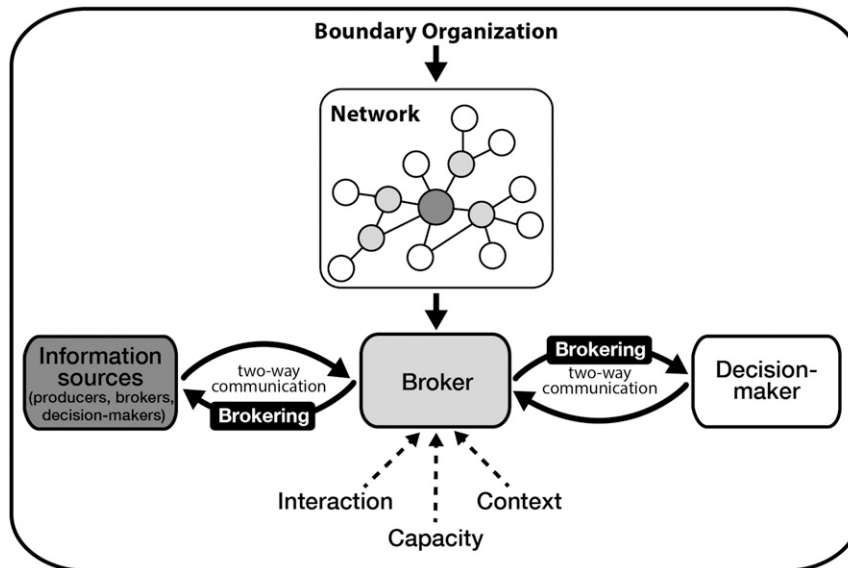 Boundary Organization
Network
Information
sources
(producers, brokers,
decision-makers)
two-way
communication
Brokering
Broker
Brokering
two-way
communication
Decision-
maker
Interaction
Context
Capacity